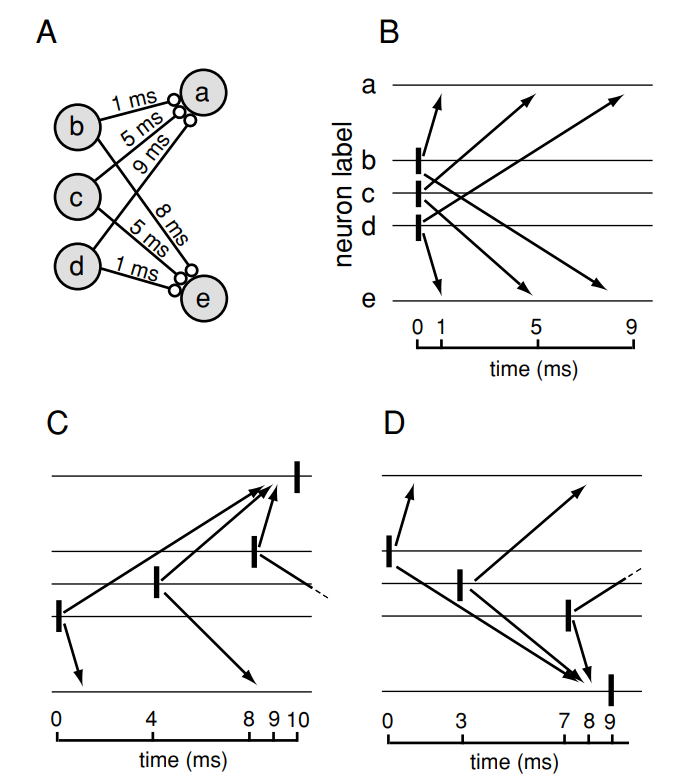 A
B
a
b
c
d
e
1 ms
5 ms
9 ms
8 ms
5 ms
1 ms
neuron label
a
b
c
d
e
0 1 5 9
time (ms)
C
D
0 4 8 9 10
time (ms)
0 3 7 8 9
time (ms)